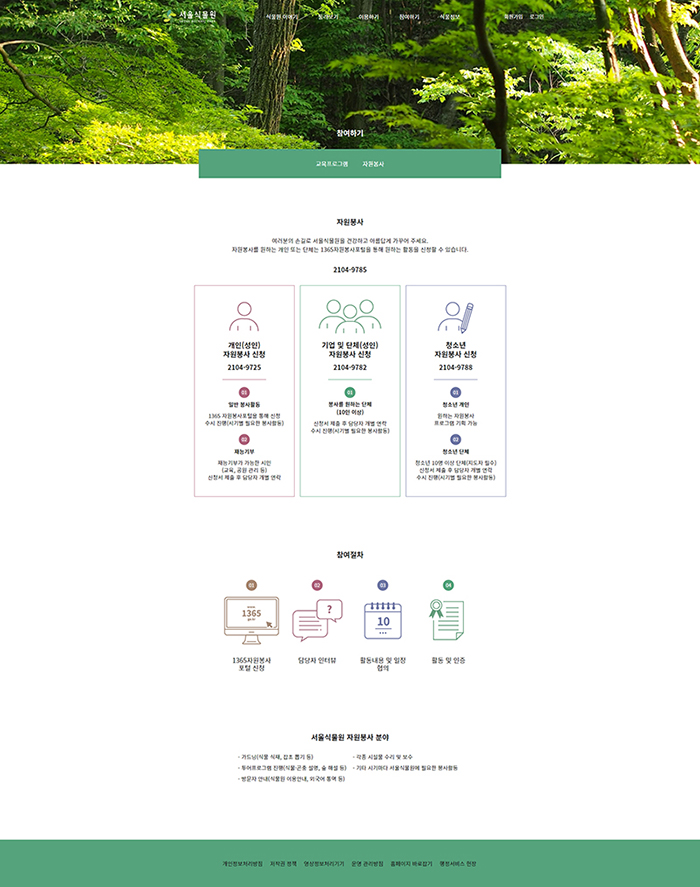 서울식물원
식물원 이야기 둘러보기 이용하기 참여하기 식물정보 회원가입 로그인
참여하기
교육프로그램 자원봉사
자원봉사
여러분의 손길로 서울식물원을 건강하고 아름답게 가꾸어 주세요.
자원봉사를 원하는 개인 또는 단체는 1365자원봉사포털을 통해 원하는 활동을 신청할 수 있습니다.
2104-9785
개인(성인)
자원봉사 신청
2104-9725
01
일반 봉사활동
1365 자원봉사포털을 통해 신청
수시 진행(시기별 필요한 봉사활동)
02
재능기부
재능기부가 가능한 시민
(교육, 공원 관리 등)
신청서 제출 후 담당자 개별 연락
기업 및 단체(성인)
자원봉사 신청
2104-9782
01
봉사를 원하는 단체
(10인 이상)
신청서 제출 후 담당자 개별 연락
수시 진행(시기별 필요한 봉사활동)
청소년
자원봉사 신청
2104-9788
01
청소년 개인
원하는 자원봉사
프로그램 기획 가능
02
청소년 단체
청소년 10명 이상 단체(지도자 필수)
신청서 제출 후 담당자 개별 연락
수시 진행(시기별 필요한 봉사활동)
참여절차
01 02 03 04
1365
?
10
1365자원봉사
포털 신청
담당자 인터뷰
활동내용 및 일정
협의
활동 및 인증
서울식물원 자원봉사 분야
- 가드닝(식물 식재, 잡초 뽑기 등)
- 투어프로그램 진행(식물·곤충 설명, 숲 해설 등)
- 방문자 안내(식물원 이용안내, 외국어 통역 등)
- 각종 시설물 수리 및 보수
- 기타 시기마다 서울식물원에 필요한 봉사활동
개인정보처리방침 저작권 정책 영상정보처리기기 운영 관리방침 홈페이지 바로잡기 행정서비스 헌장